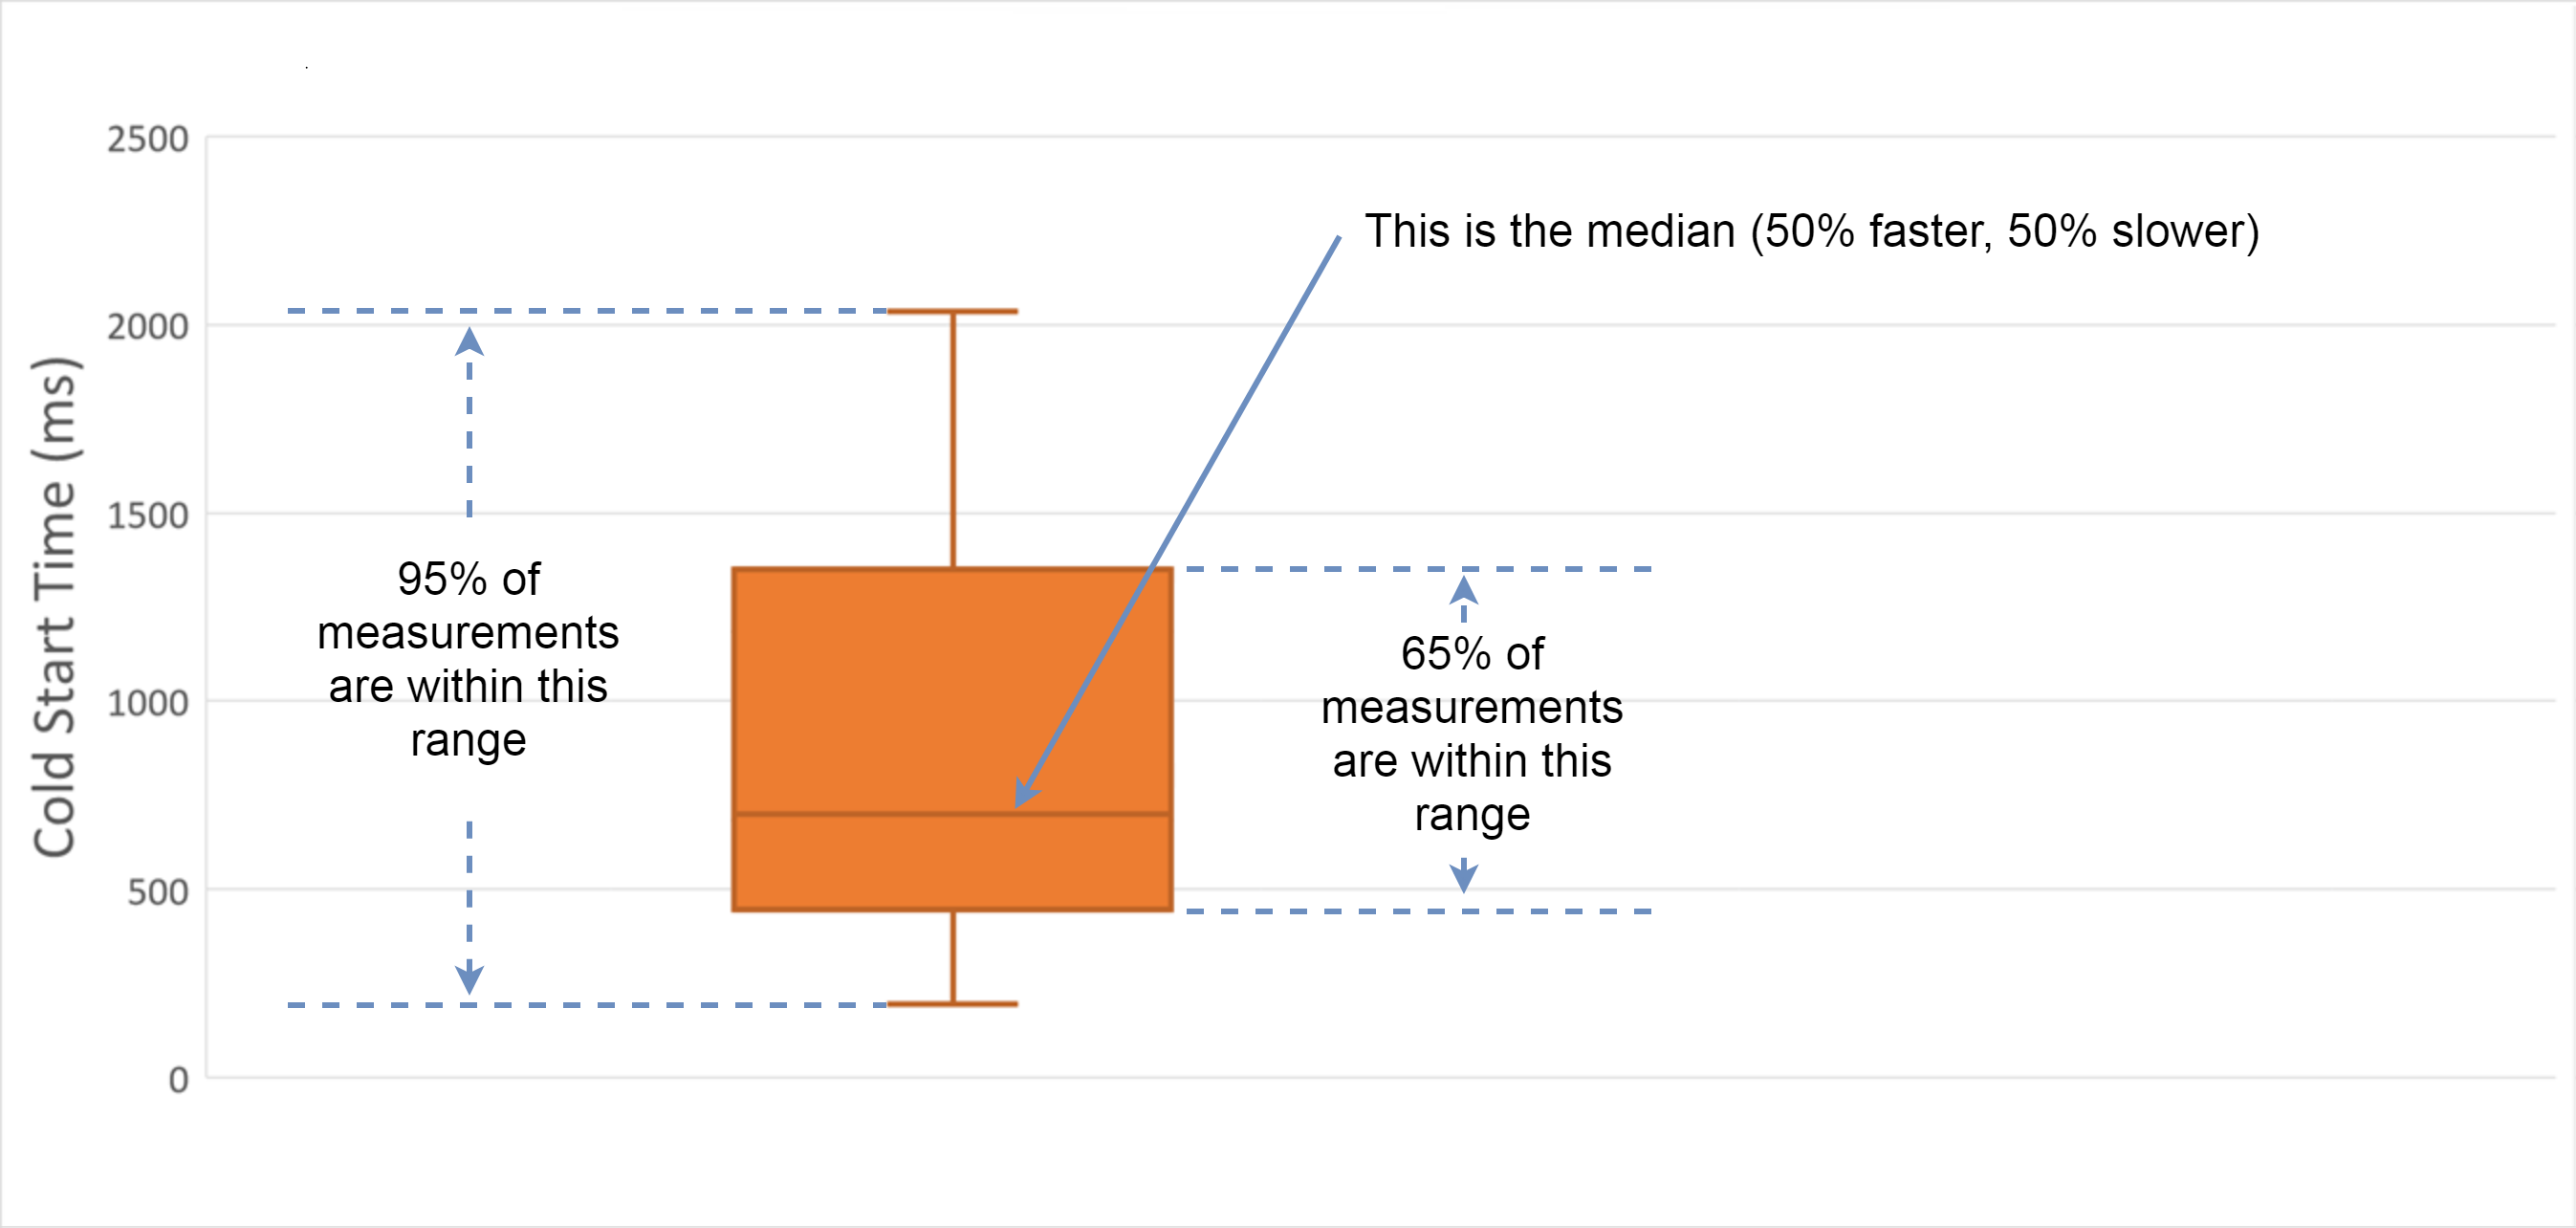 This is the median (50% faster, 50% slower)
Cold Start Time (ms)
2500
2000
1500
1000
500
0
95% of
measurements
are within this
range
65% of
measurements
are within this
range